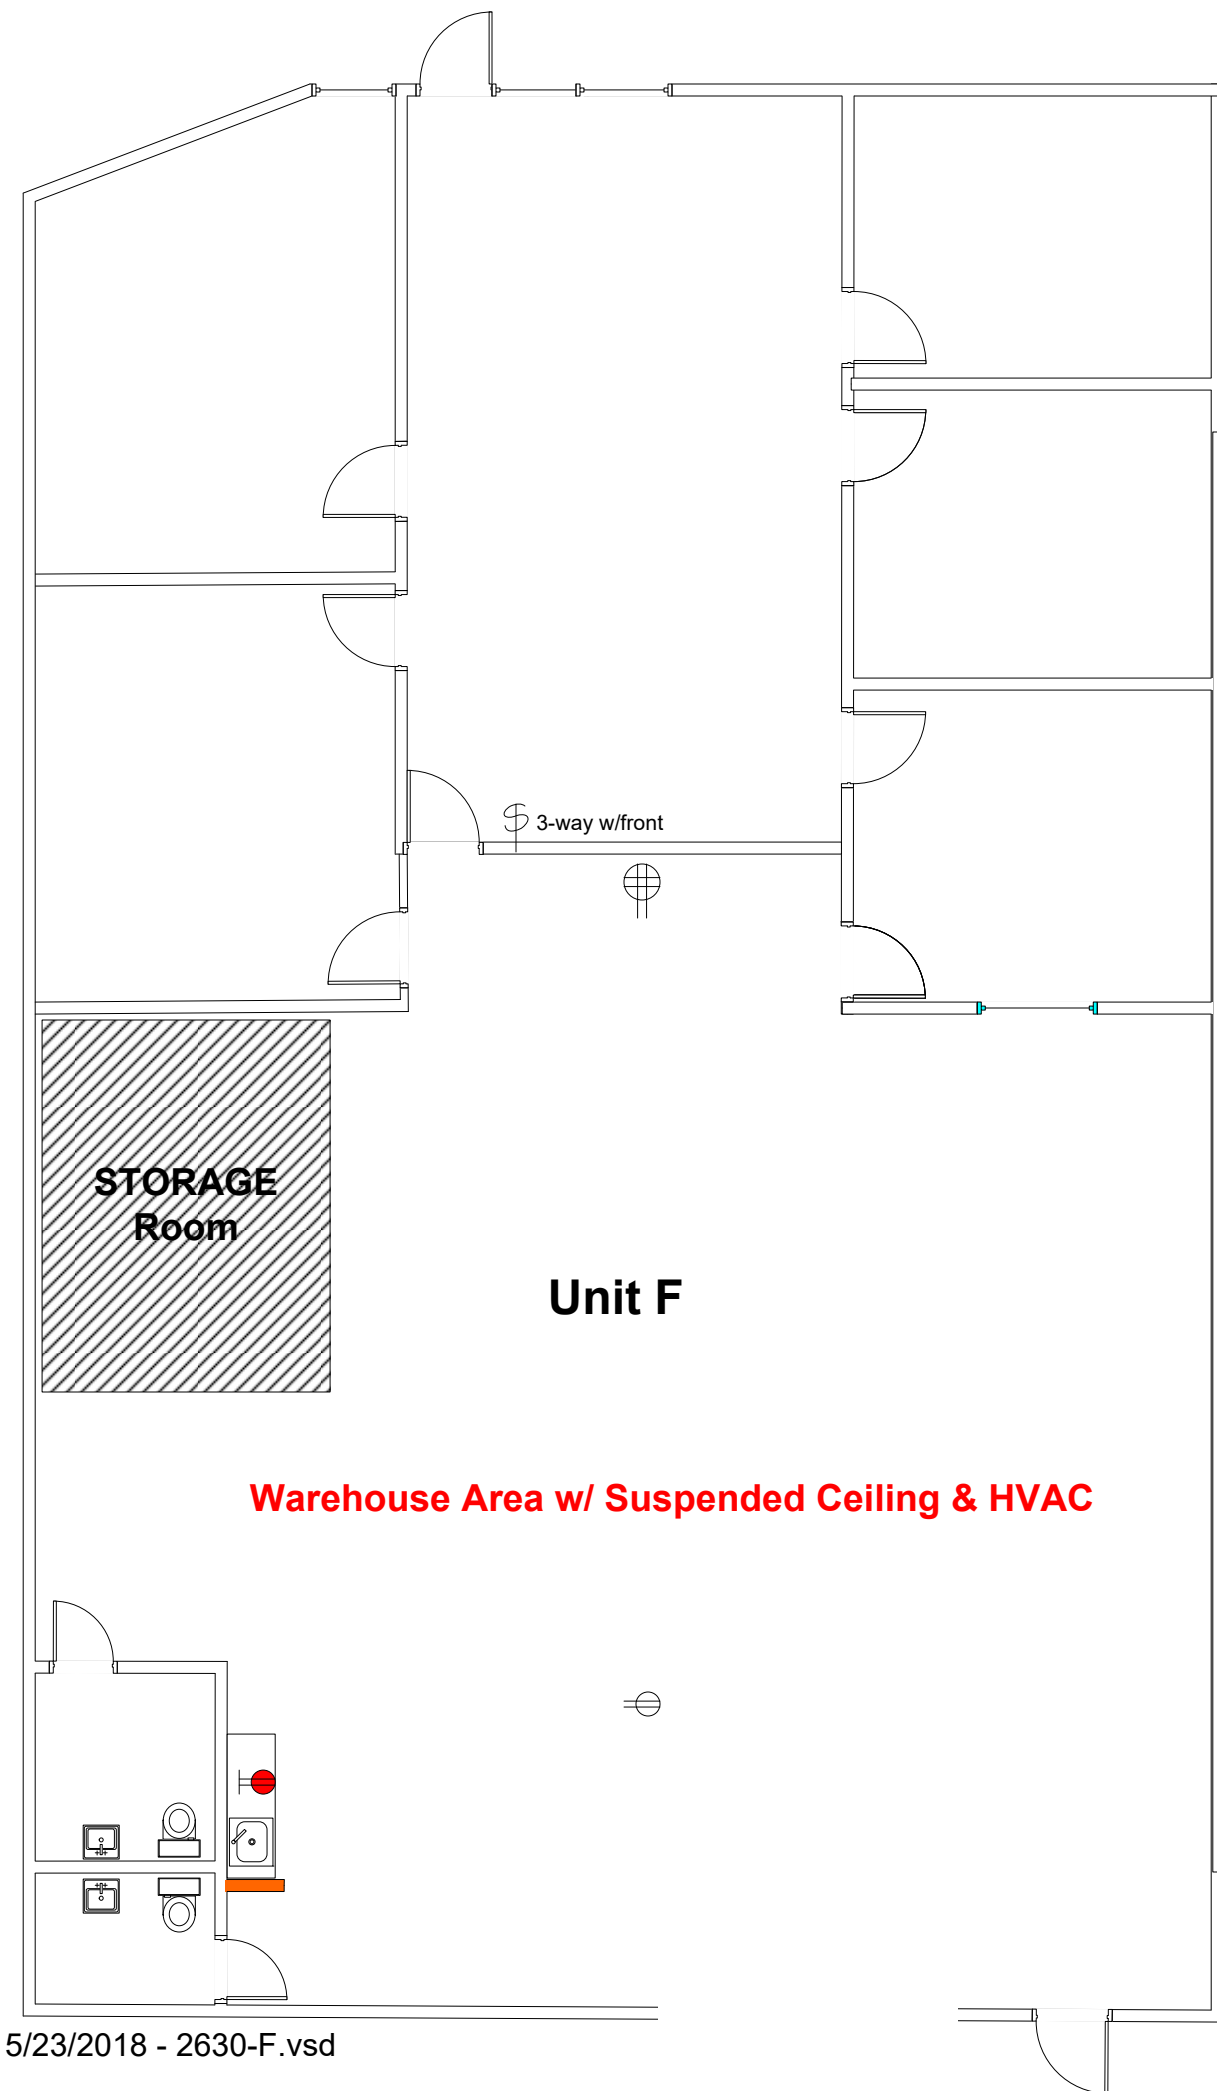 3-way w/front
STORAGE
Room
Unit F
Warehouse Area w/ Suspended Ceiling & HVAC
5/23/2018 - 2630-F.vsd